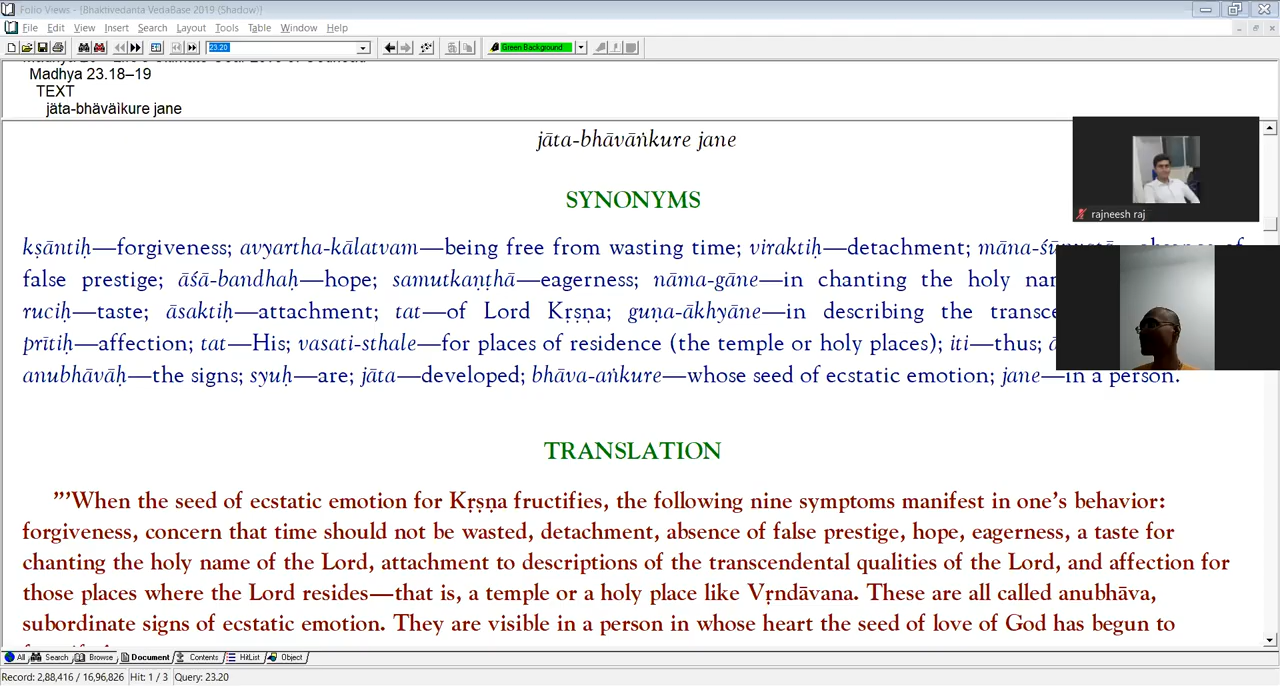 Folio Views - [Bhaktivedanta VedaBase 2019 (Shadow)]
File Edit View Insert Search Layout Tools Table Window Help
23.20 Green Background
Madhya 23.18–19
TEXT
jäta-bhäväìkure jane
jāta-bhāvāṅkure jane
SYNONYMS
kṣāntiḥ—forgiveness; avyartha-kālatvam—being free from wasting time; viraktiḥ—detachment;
false prestige; āśā-bandhaḥ—hope; samutkaṇṭhā—eagerness; nāma-gāne—in chanting the holy
ruciḥ—taste; āsaktiḥ—attachment; tat—of Lord Kṛṣṇa; guṇa-ākhyāne—in describing the
prītiḥ—affection; tat—His; vasati-sthale—for places of residence (the temple or holy places); iti—thus;
anubhāvāḥ—the signs; syuḥ—are; jāta—developed; bhāva-aṅkure—whose seed of ecstatic emotion; jane—in a person.
rajneesh raj
TRANSLATION
”’When the seed of ecstatic emotion for Kṛṣṇa fructifies, the following nine symptoms manifest in one’s behavior:
forgiveness, concern that time should not be wasted, detachment, absence of false prestige, hope, eagerness, a taste for
chanting the holy name of the Lord, attachment to descriptions of the transcendental qualities of the Lord, and affection for
those places where the Lord resides—that is, a temple or a holy place like Vṛndāvana. These are all called anubhāva,
subordinate signs of ecstatic emotion. They are visible in a person in whose heart the seed of love of God has begun to
All Search Browse Document Contents HitList Object
Record: 2,88,416 / 16,96,826 Hit: 1 / 3 Query: 23.20